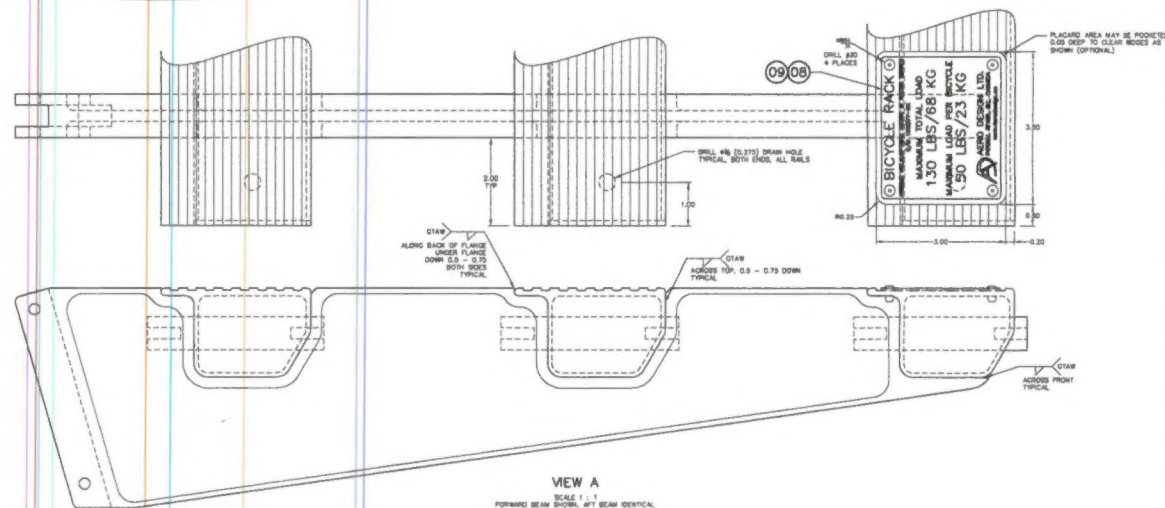 PLACARD AREA MAY BE POCKETED
0.05 DEEP TO CLEAR RIDGES AS
SHOWN (OPTIONAL)
DRILL #30
4 PLACES
09 08
BICYCLE RACK
MAXIMUM TOTAL LOAD
130 LBS/68 KG
MAXIMUM LOAD PER BICYCLE
50 LBS/23 KG
AERO DESIGN LTD.
3.50
DRILL (0.375) DRAIN HOLE
TYPICAL, BOTH ENDS, ALL RAILS
2.00
TYP
1.00
R0.25
3.00
0.20
GTAW
ALONG BACK OF FLANGE
UNDER FLANGE
DOWN 0.5 - 0.75
BOTH SIDES
TYPICAL
GTAW
ACROSS TOP, 0.5 - 0.75 DOWN
TYPICAL
GTAW
ACROSS FRONT
TYPICAL
VIEW A
SCALE 1 : 1
FORWARD BEAM SHOWN, AFT BEAM IDENTICAL